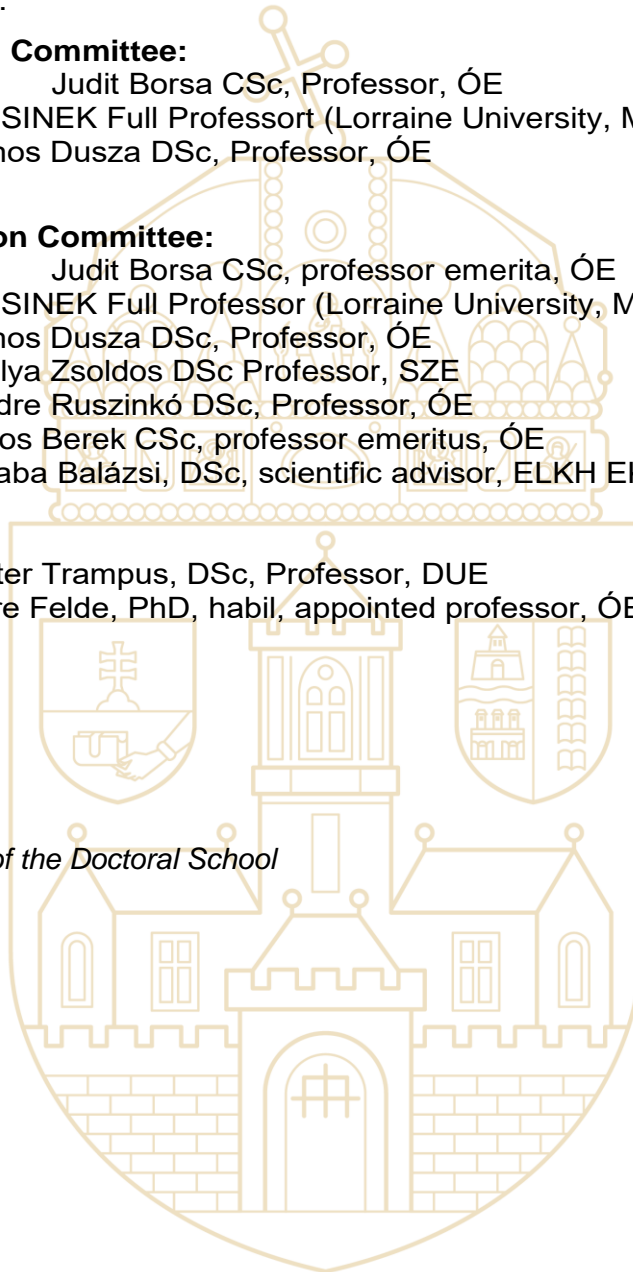 .
Committee:
Judit Borsa CSc, Professor, ÓE
SINEK Full Professort (Lorraine University, M
nos Dusza DSc, Professor, ÓE
on Committee:
Judit Borsa CSc, professor emerita, ÓE
SINEK Full Professor (Lorraine University, M
nos Dusza DSc, Professor, ÓE
lya Zsoldos DSc Professor, SZE
dre Ruszinkó DSc, Professor, ÓE
os Berek CSc, professor emeritus, ÓE
aba Balázsi, DSc, scientific advisor, ELKH EK
ter Trampus, DSc, Professor, DUE
re Felde, PhD, habil, appointed professor, ÓE
of the Doctoral School